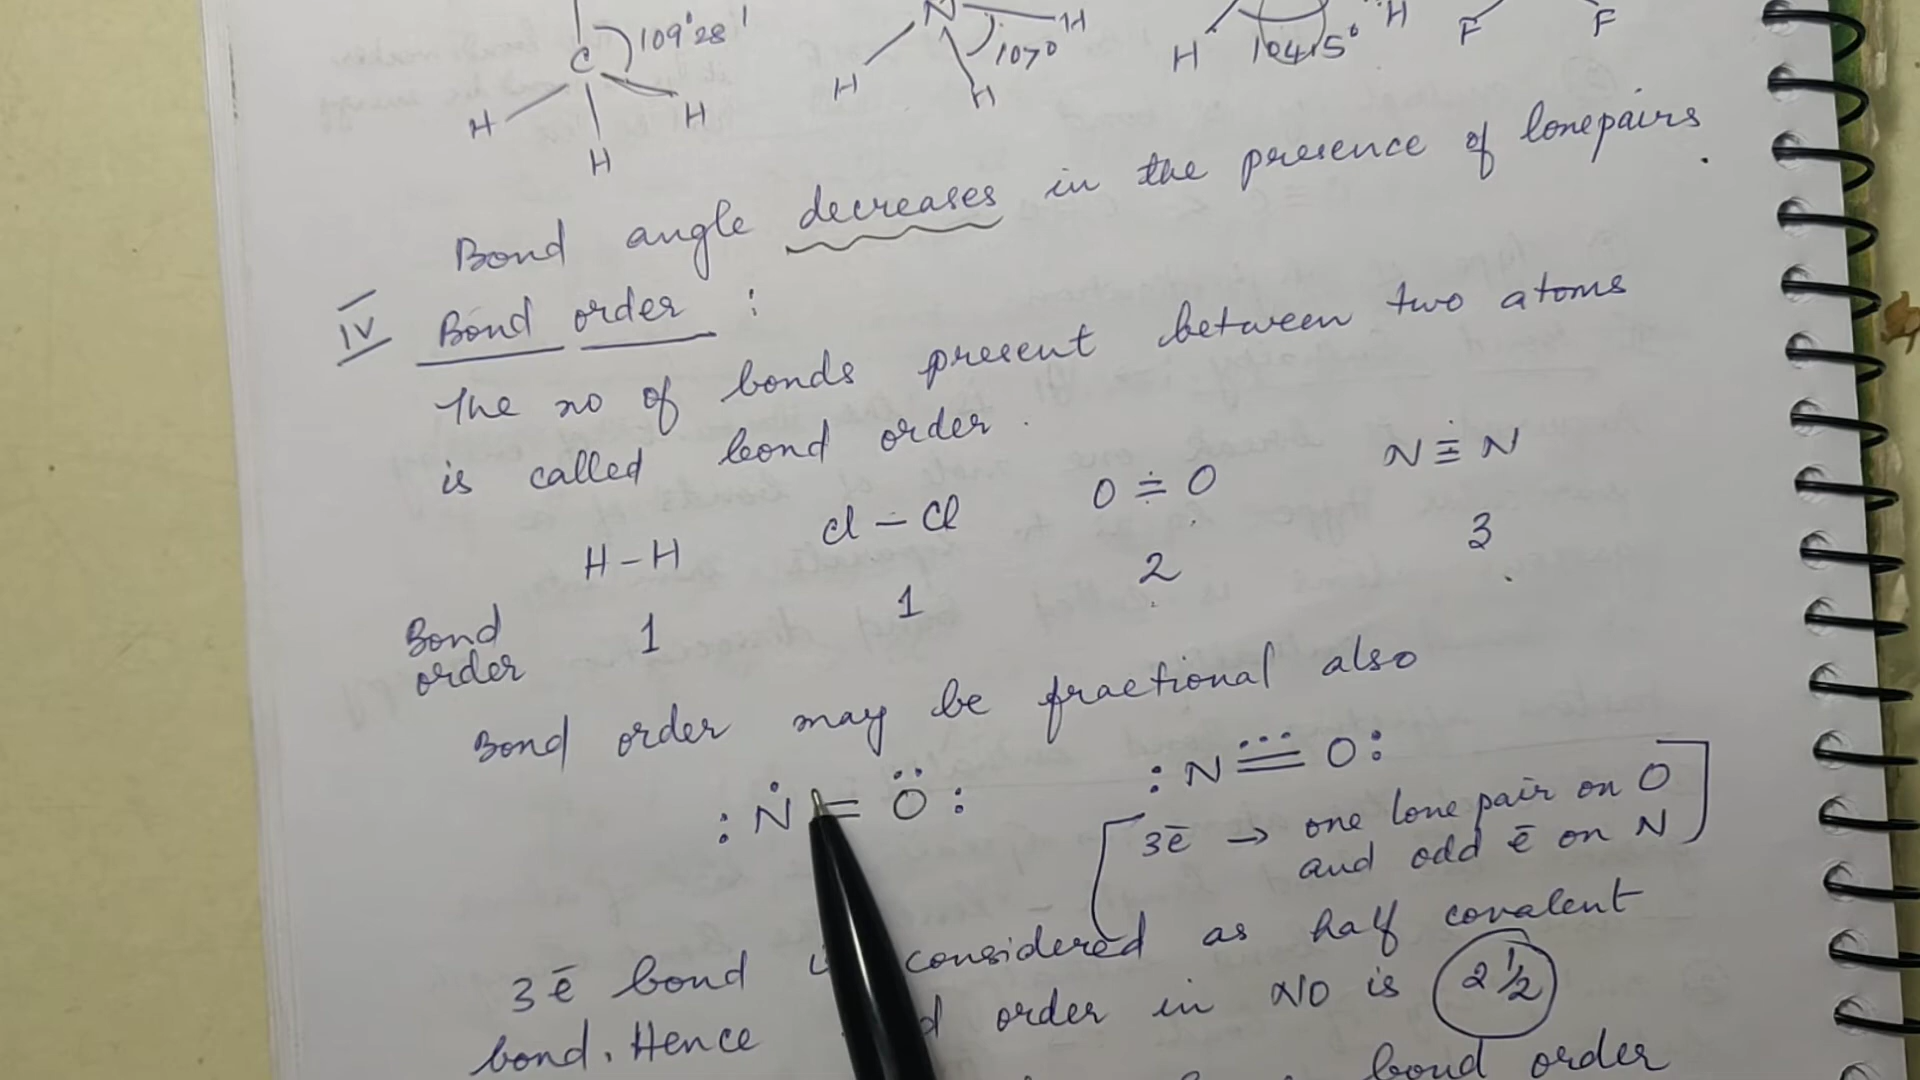 C 109°28'
H H H
N H 107°
H H
H 104.5° H
F F
Bond angle decreases in the presence of lonepairs.
IV Bond order :
The no of bonds present between two atoms
is called bond order.
H-H Cl-Cl O=O N≡N
Bond order 1 1 2 3
Bond order may be fractional also
:N=O: :N=O:
[3e̅ → one lone pair on O
and odd e̅ on N]
3e̅ bond considered as half covalent
bond. Hence order in NO is 2½
bond order